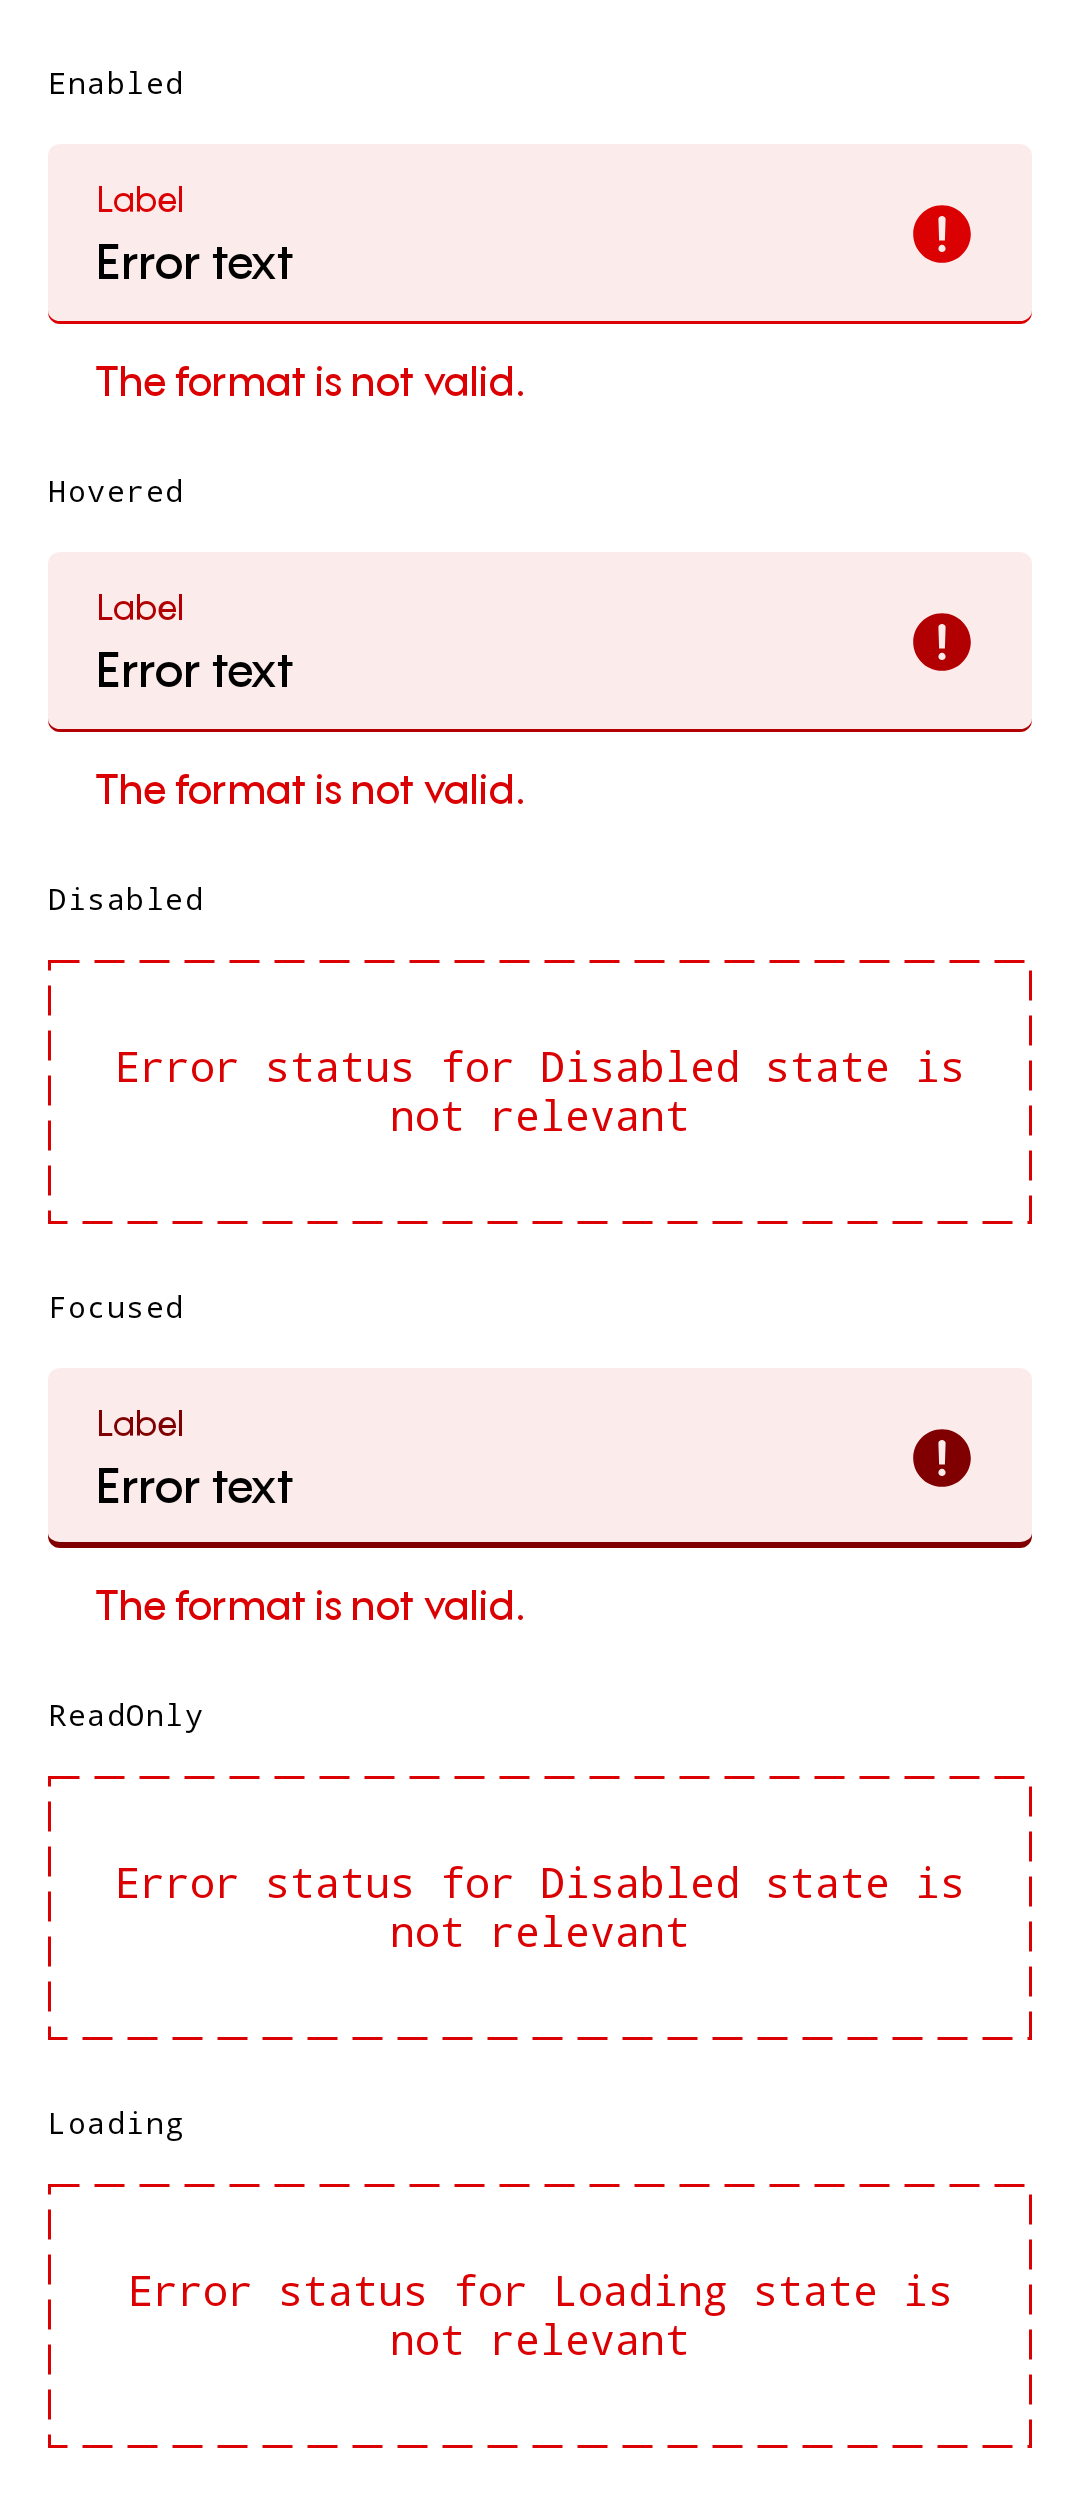 Enabled
Label
Error text
The format is not valid.
Hovered
Label
Error text
The format is not valid.
Disabled
Error status for Disabled state is
not relevant
Focused
Label
Error text
The format is not valid.
ReadOnly
Error status for Disabled state is
not relevant
Loading
Error status for Loading state is
not relevant